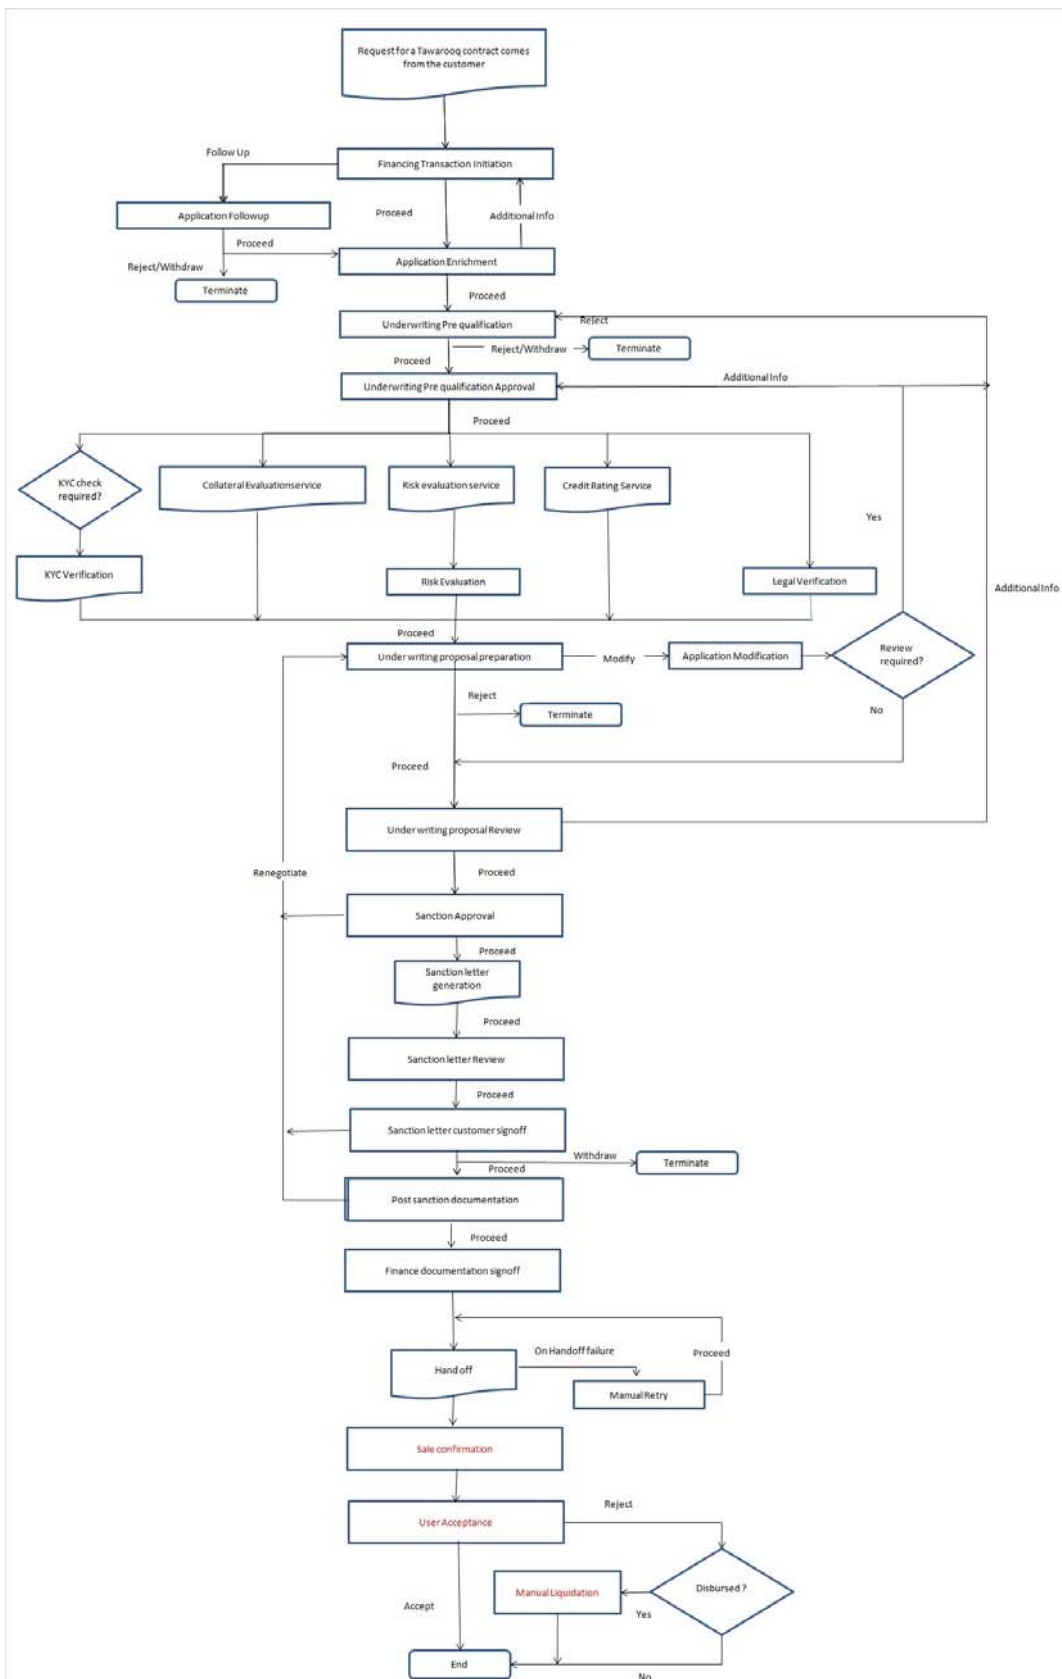 Request for a Tawarooq contract comes
from the customer
Follow Up
Financing Transaction Initiation
Proceed
Additional Info
Application Followup
Proceed
Application Enrichment
Reject/Withdraw
Terminate
Proceed
Underwriting Pre qualification
Reject
Reject/Withdraw
Terminate
Proceed
Underwriting Pre qualification Approval
Additional Info
Proceed
KYC check
required?
Collateral Evaluation service
Risk evaluation service
Credit Rating Service
Yes
KYC Verification
Risk Evaluation
Legal Verification
Additional Info
Proceed
Under writing proposal preparation
Modify
Application Modification
Review
required?
Reject
Terminate
No
Proceed
Under writing proposal Review
Renegotiate
Proceed
Sanction Approval
Proceed
Sanction letter
generation
Proceed
Sanction letter Review
Proceed
Sanction letter customer signoff
Withdraw
Terminate
Proceed
Post sanction documentation
Proceed
Finance documentation signoff
On Handoff failure
Proceed
Hand off
Manual Retry
Sale confirmation
Reject
User Acceptance
Disbursed ?
Manual Liquidation
Yes
Accept
End
No